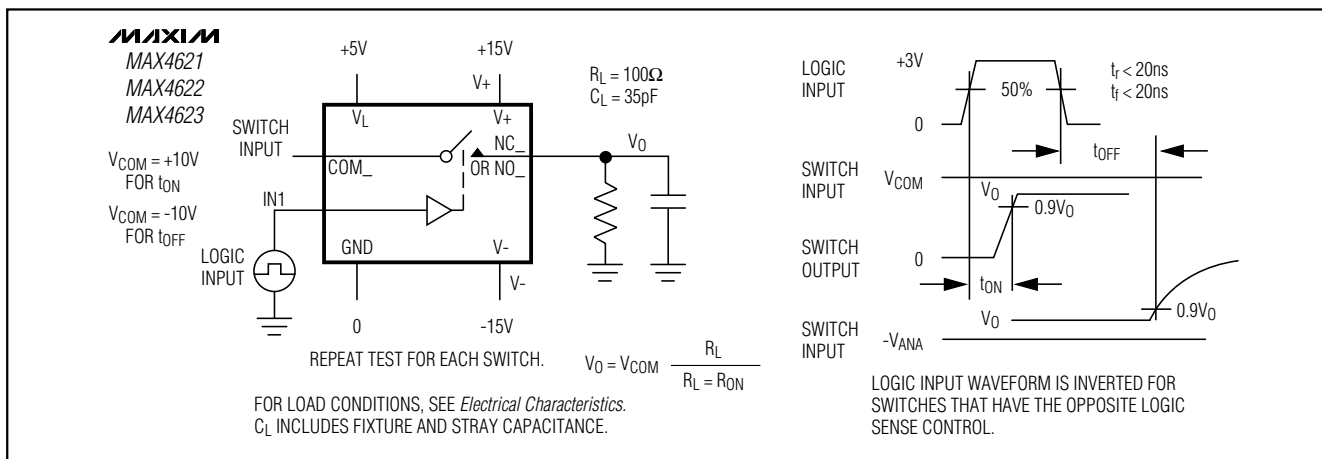 MAXIM
MAX4621
MAX4622
MAX4623
VCOM = +10V
FOR tON
VCOM = -10V
FOR tOFF
+5V
+15V
V+
VL
V+
SWITCH
INPUT
COM_
NC_
OR NO_
IN1
GND
V-
V-
LOGIC
INPUT
0
-15V
RL = 100Ω
CL = 35pF
VO
REPEAT TEST FOR EACH SWITCH.
VO = VCOM RL
RL = RON
FOR LOAD CONDITIONS, SEE Electrical Characteristics.
CL INCLUDES FIXTURE AND STRAY CAPACITANCE.
LOGIC
INPUT
+3V
50%
0
tr < 20ns
tf < 20ns
tOFF
SWITCH
INPUT
VCOM
VO
0.9VO
SWITCH
OUTPUT
0
tON
VO
0.9VO
SWITCH
INPUT
-VANA
LOGIC INPUT WAVEFORM IS INVERTED FOR
SWITCHES THAT HAVE THE OPPOSITE LOGIC
SENSE CONTROL.